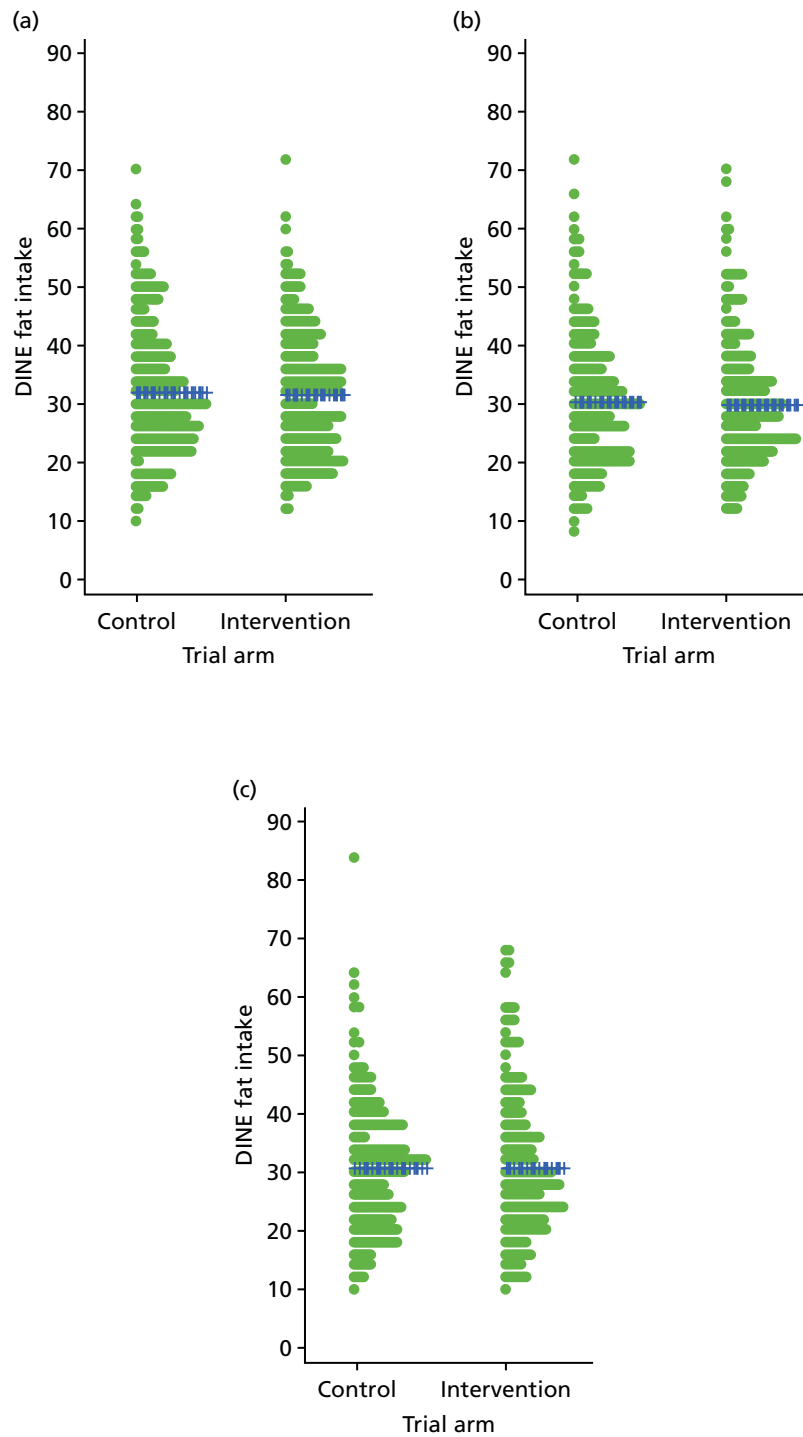 (a)
90
80
70
60
50
40
30
20
10
0
DINE fat intake
Control Intervention
Trial arm
(b)
90
80
70
60
50
40
30
20
10
0
DINE fat intake
Control Intervention
Trial arm
(c)
90
80
70
60
50
40
30
20
10
0
DINE fat intake
Control Intervention
Trial arm